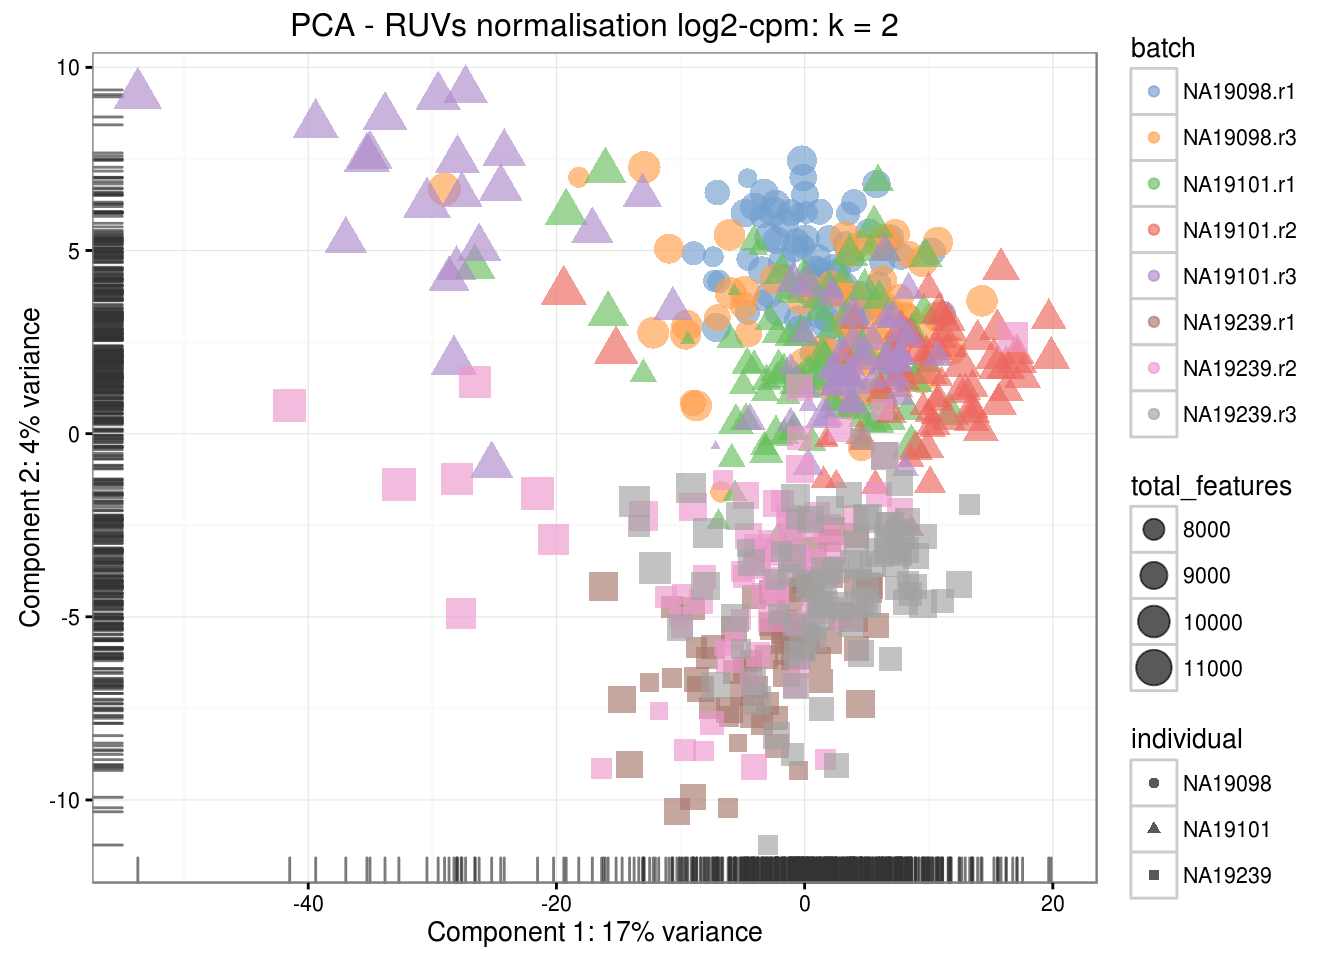 PCA - RUVs normalisation log2-cpm: k = 2
10
5
0
-5
-10
Component 2: 4% variance
-40
-20
0
20
Component 1: 17% variance
batch
NA19098.r1
NA19098.r3
NA19101.r1
NA19101.r2
NA19101.r3
NA19239.r1
NA19239.r2
NA19239.r3
total_features
8000
9000
10000
11000
individual
NA19098
NA19101
NA19239